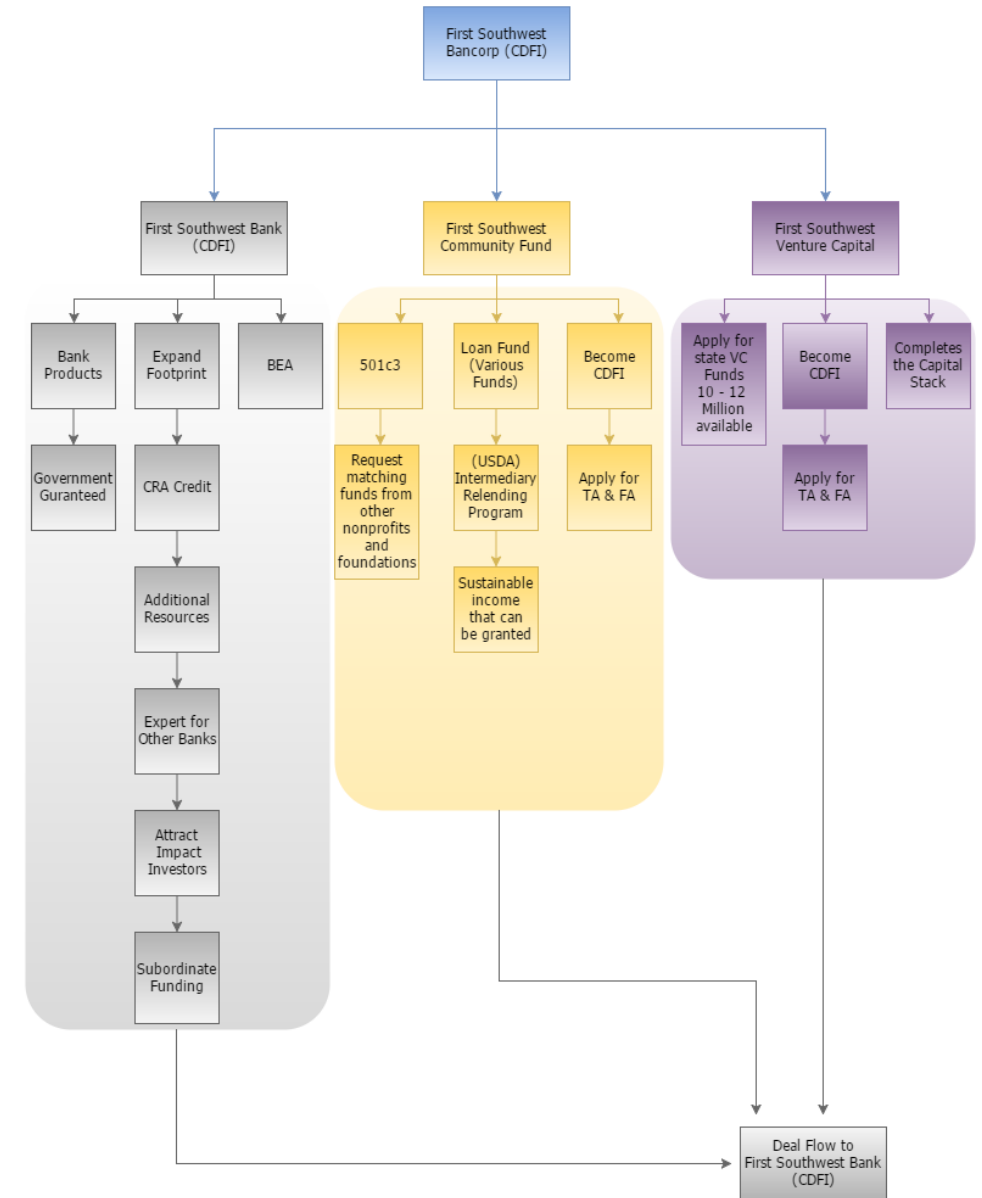 First Southwest
Bancorp (CDFI)
First Southwest Bank
(CDFI)
First Southwest
Community Fund
First Southwest
Venture Capital
Bank
Products
Expand
Footprint
BEA
501c3
Loan Fund
(Various
Funds)
Become
CDFI
Apply for
state VC
Funds
10 - 12
Million
available
Become
CDFI
Completes
the Capital
Stack
Government
Guranteed
CRA Credit
Request
matching
funds from
other
nonprofits
and
foundations
(USDA)
Intermediary
Relending
Program
Apply for
TA & FA
Apply for
TA & FA
Additional
Resources
Sustainable
income
that can
be granted
Expert for
Other Banks
Attract
Impact
Investors
Subordinate
Funding
Deal Flow to
First Southwest Bank
(CDFI)